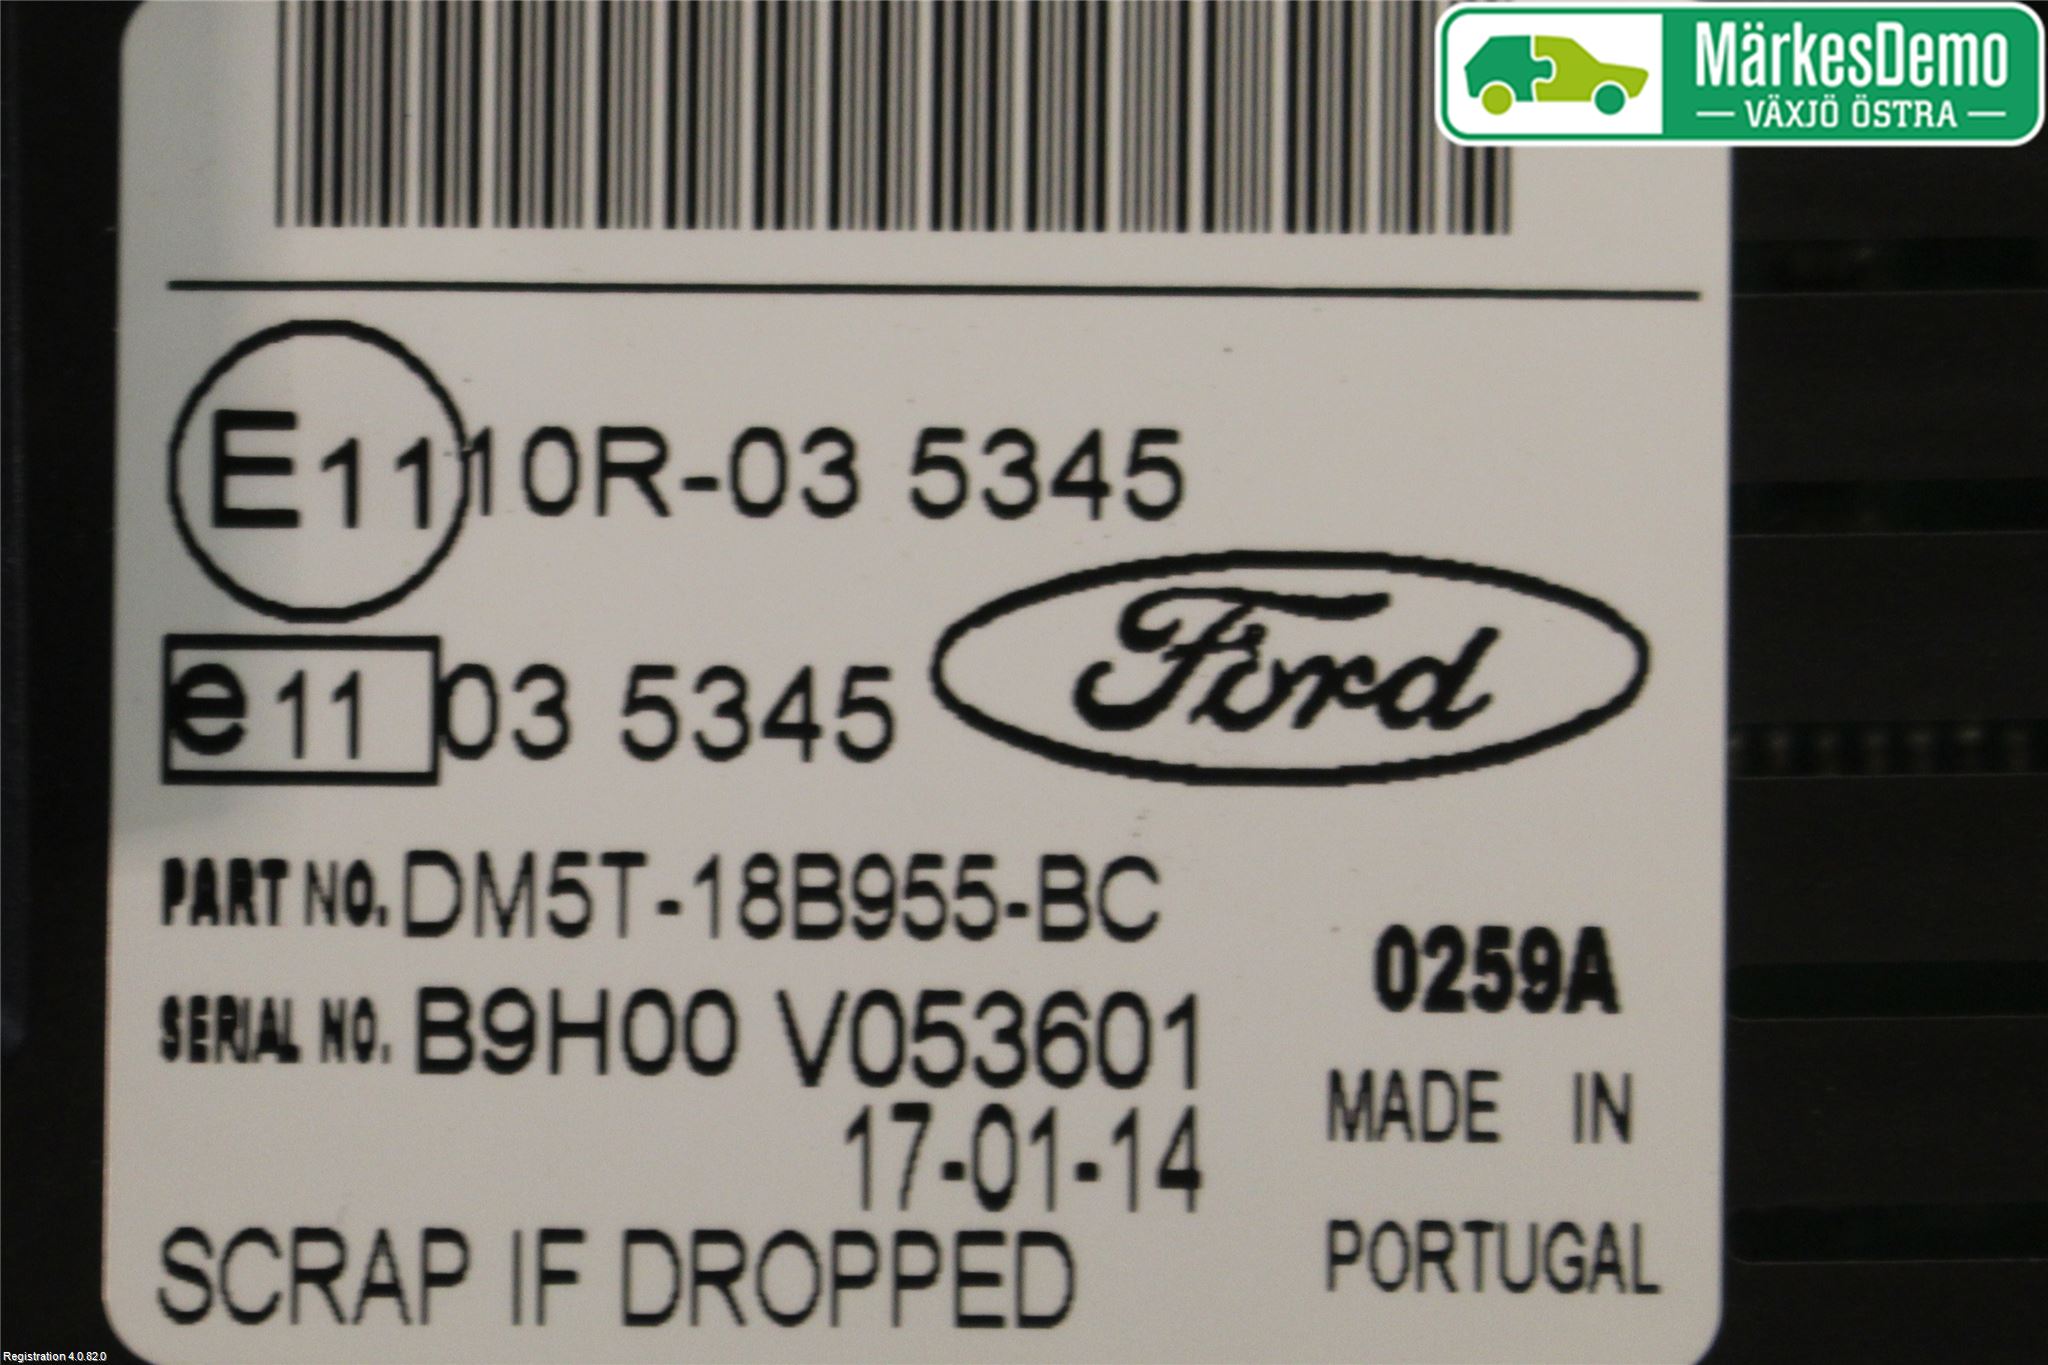 MärkesDemo
VÄXJÖ ÖSTRA
E11 10R-03 5345
e11 03 5345
Ford
PART NO. DM5T-18B955-BC
0259A
SERIAL NO. B9H00 V053601
MADE IN
17-01-14
PORTUGAL
SCRAP IF DROPPED
Registration 4.0.82.0